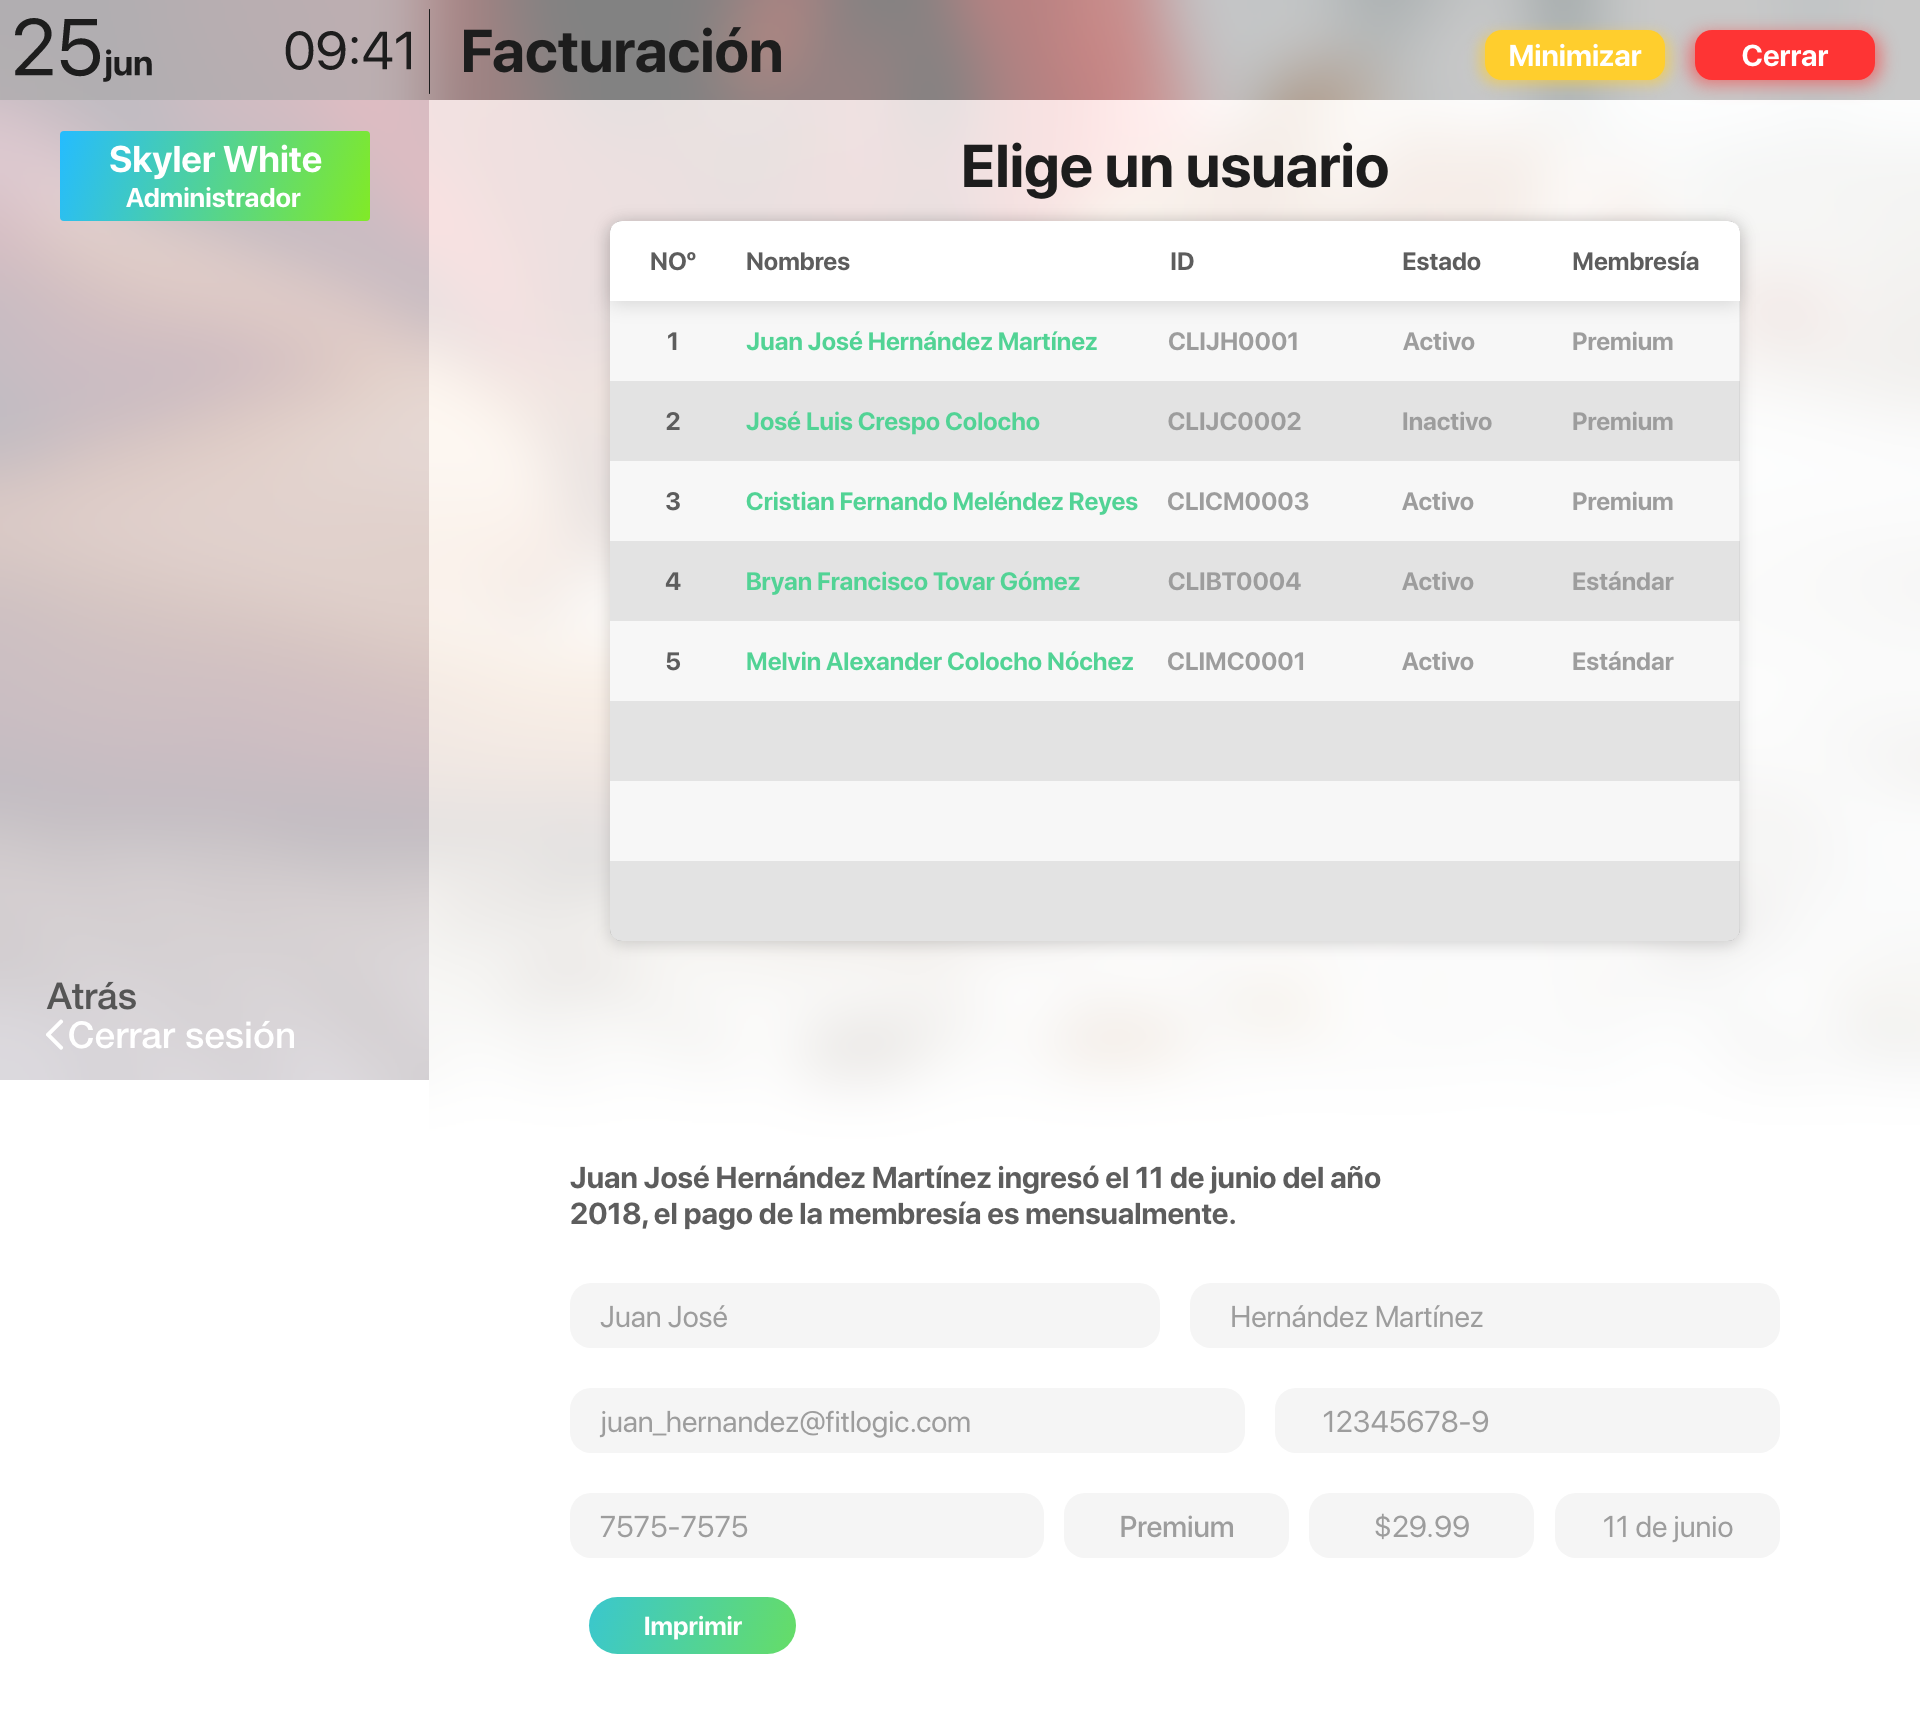 25 jun
09:41
Facturación
Minimizar
Cerrar
Skyler White
Administrador
Elige un usuario
NOº Nombres ID Estado Membresía
1 Juan José Hernández Martínez CLIJH0001 Activo Premium
2 José Luis Crespo Colocho CLIJC0002 Inactivo Premium
3 Cristian Fernando Meléndez Reyes CLICM0003 Activo Premium
4 Bryan Francisco Tovar Gómez CLIBT0004 Activo Estándar
5 Melvin Alexander Colocho Nóchez CLIMC0001 Activo Estándar
Atrás
Cerrar sesión
Juan José Hernández Martínez ingresó el 11 de junio del año
2018, el pago de la membresía es mensualmente.
Juan José
Hernández Martínez
juan_hernandez@fitlogic.com
12345678-9
7575-7575
Premium
$29.99
11 de junio
Imprimir